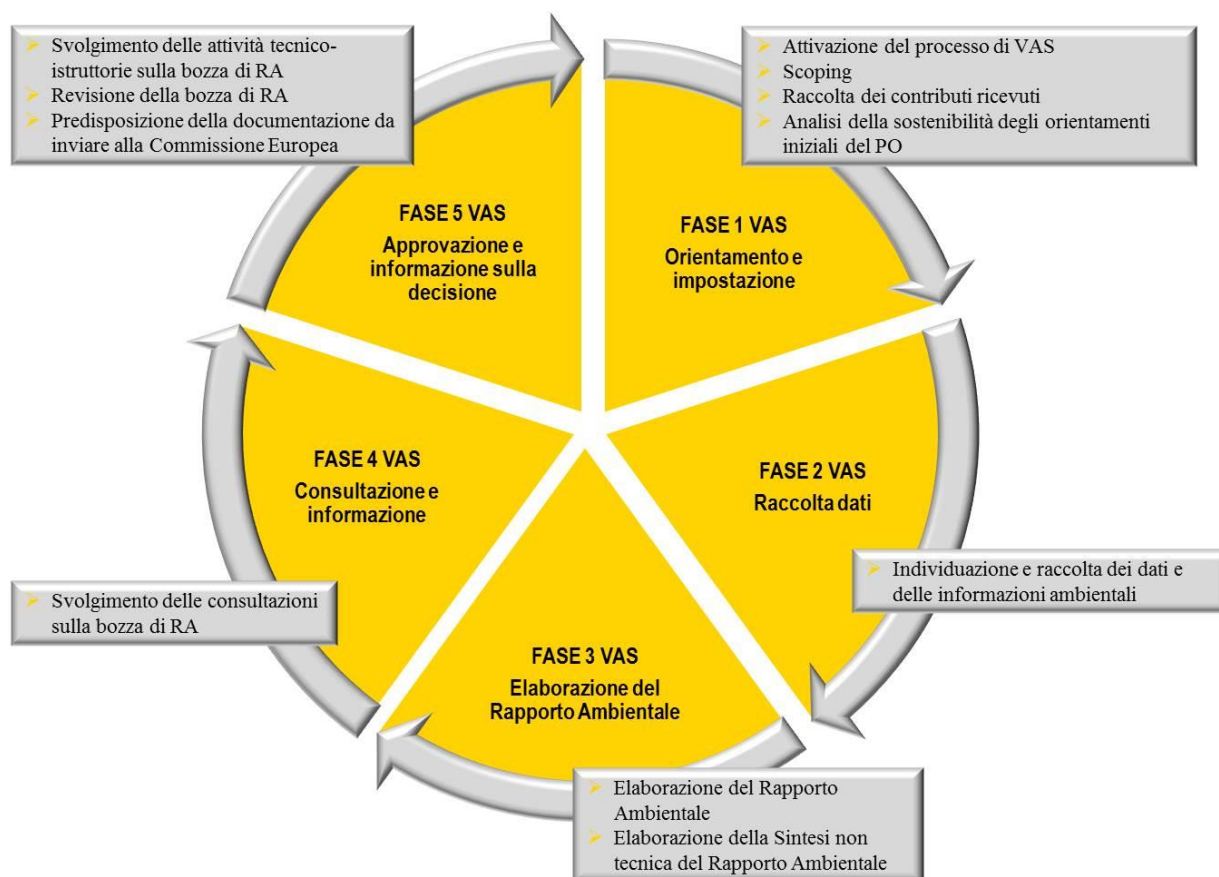 Svolgimento delle attività tecnico-
istruttorie sulla bozza di RA
Revisione della bozza di RA
Predisposizione della documentazione da
inviare alla Commissione Europea
Attivazione del processo di VAS
Scoping
Raccolta dei contributi ricevuti
Analisi della sostenibilità degli orientamenti
iniziali del PO
FASE 5 VAS
Approvazione e
informazione sulla
decisione
FASE 1 VAS
Orientamento e
impostazione
FASE 4 VAS
Consultazione e
informazione
FASE 2 VAS
Raccolta dati
Individuazione e raccolta dei dati e
delle informazioni ambientali
Svolgimento delle consultazioni
sulla bozza di RA
FASE 3 VAS
Elaborazione del
Rapporto Ambientale
Elaborazione del Rapporto
Ambientale
Elaborazione della Sintesi non
tecnica del Rapporto Ambientale